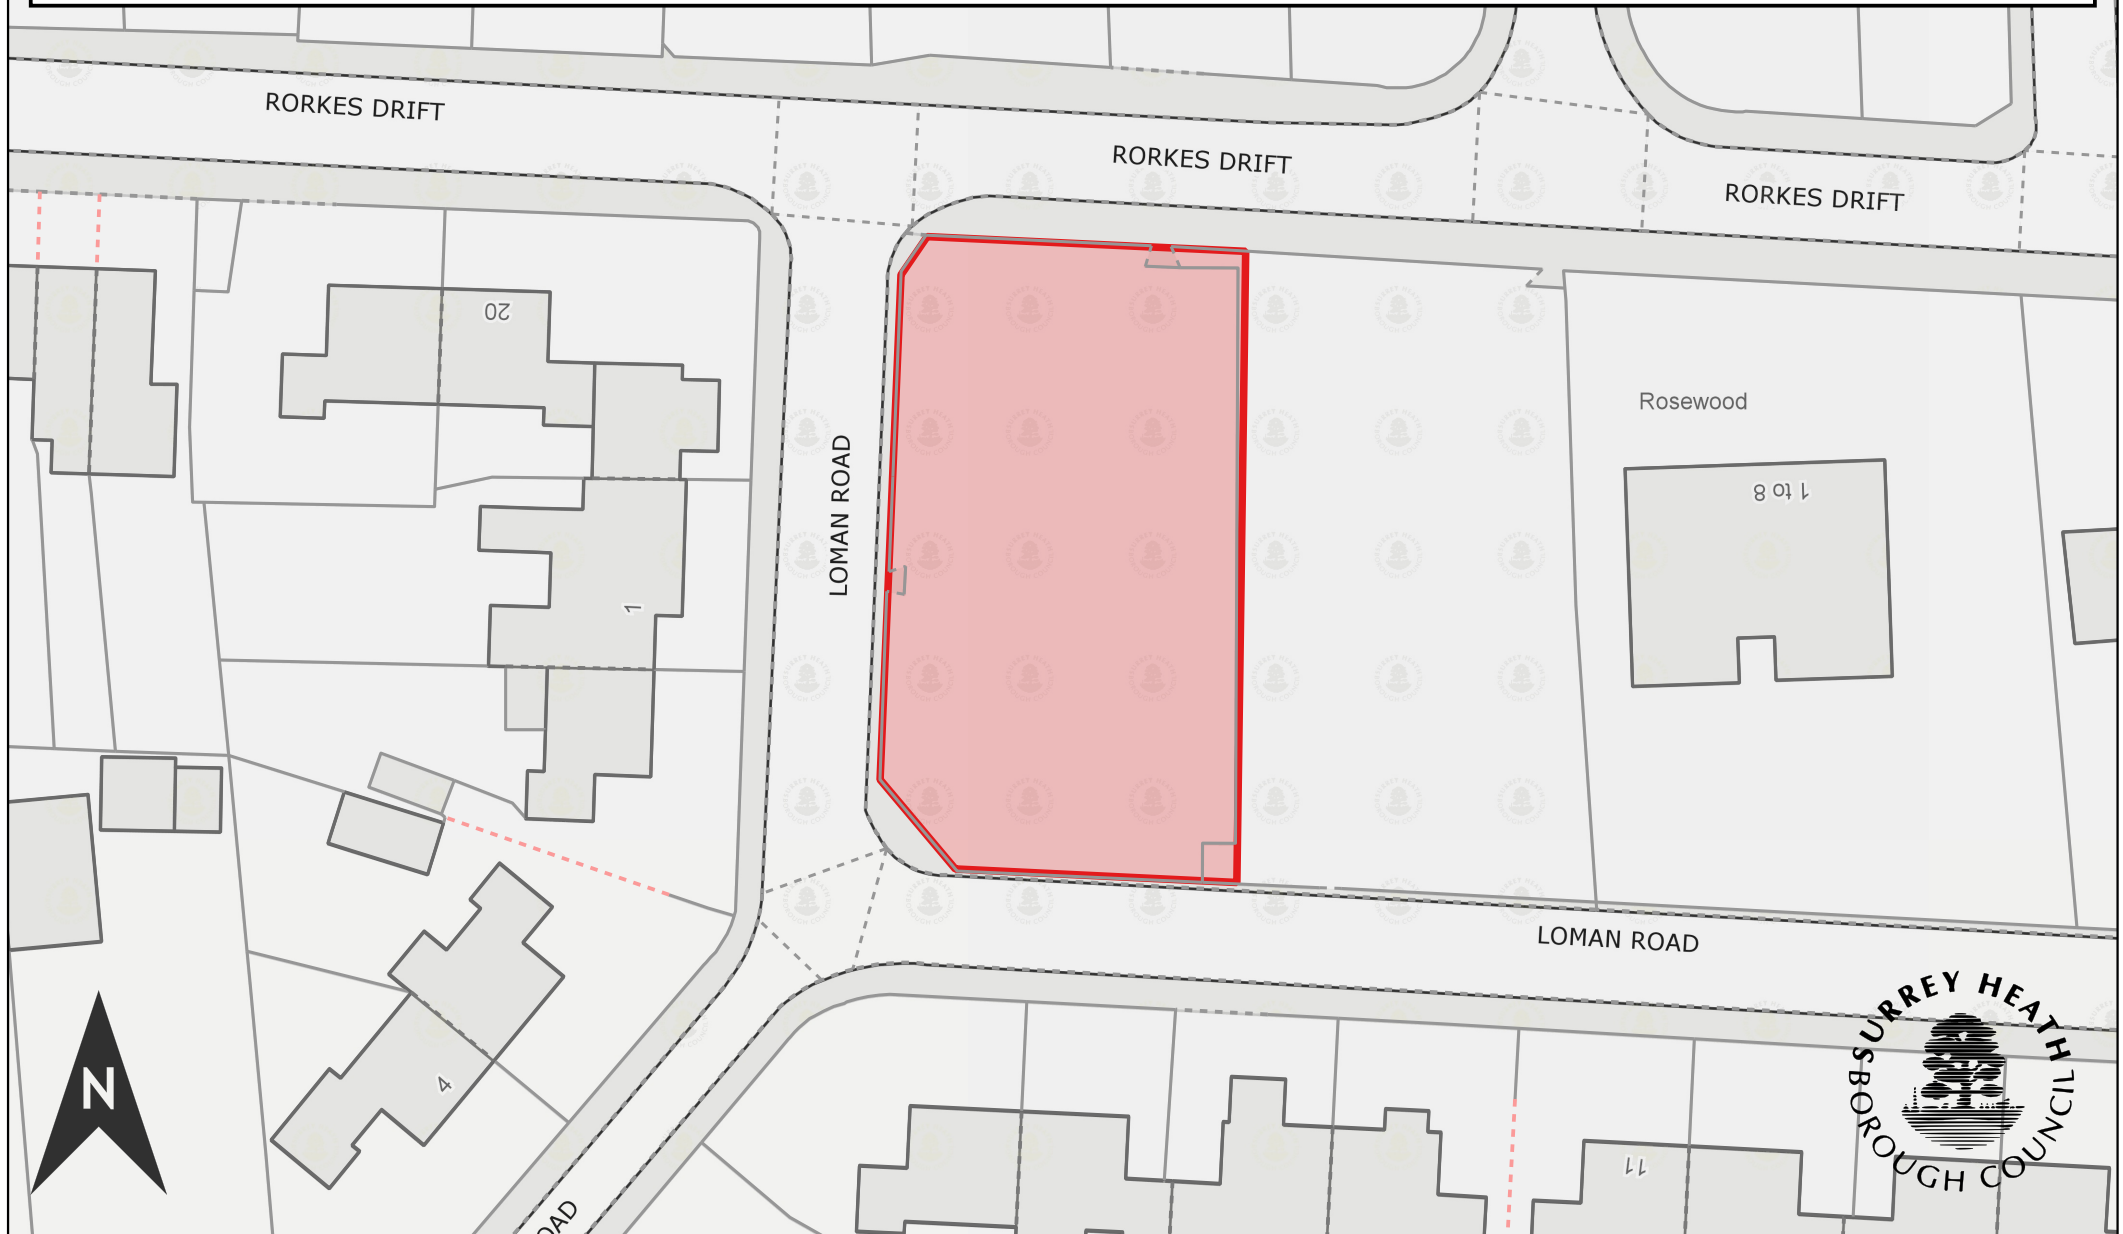 RORKES DRIFT
RORKES DRIFT
RORKES DRIFT
20
LOMAN ROAD
Rosewood
1 to 8
1
LOMAN ROAD
N
4
11
OAD
SURREY HEATH
BOROUGH COUNCIL